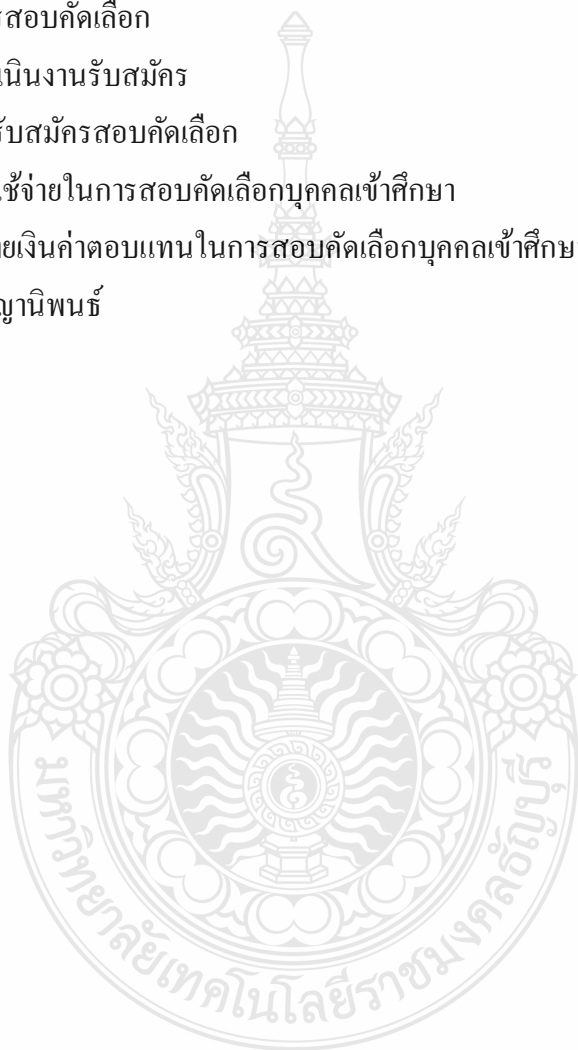 รสอบคัดเลือก
เนินงานรับสมัคร
รับสมัครสอบคัดเลือก
ใช้จ่ายในการสอบคัดเลือกบุคคลเข้าศึกษา
ายเงินค่าตอบแทนในการสอบคัดเลือกบุคคลเข้าศึกษา
ญานิพนธ์
มหาวิทยาลัยเทคโนโลยีราชมงคลธัญบุรี